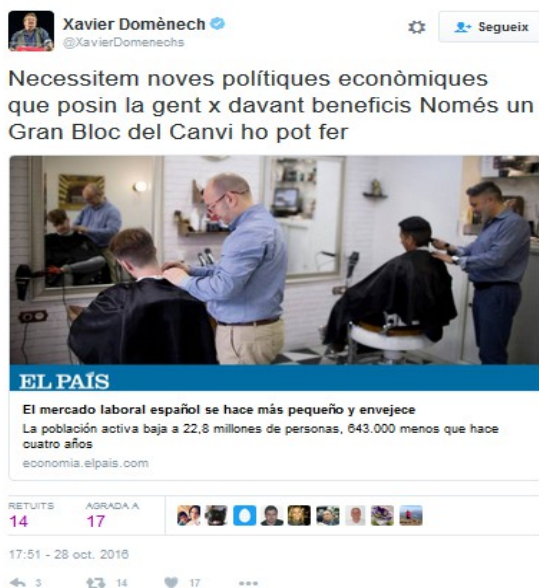 Xavier Domènech
@XavierDomenechs
Segueix
Necessitem noves polítiques econòmiques
que posin la gent x davant beneficis Només un
Gran Bloc del Canvi ho pot fer
EL PAÍS
El mercado laboral español se hace más pequeño y envejece
La población activa baja a 22,8 millones de personas, 643.000 menos que hace
cuatro años
economia.elpais.com
RETUITS
14
AGRADA A
17
17:51 - 28 oct. 2016
3
14
17